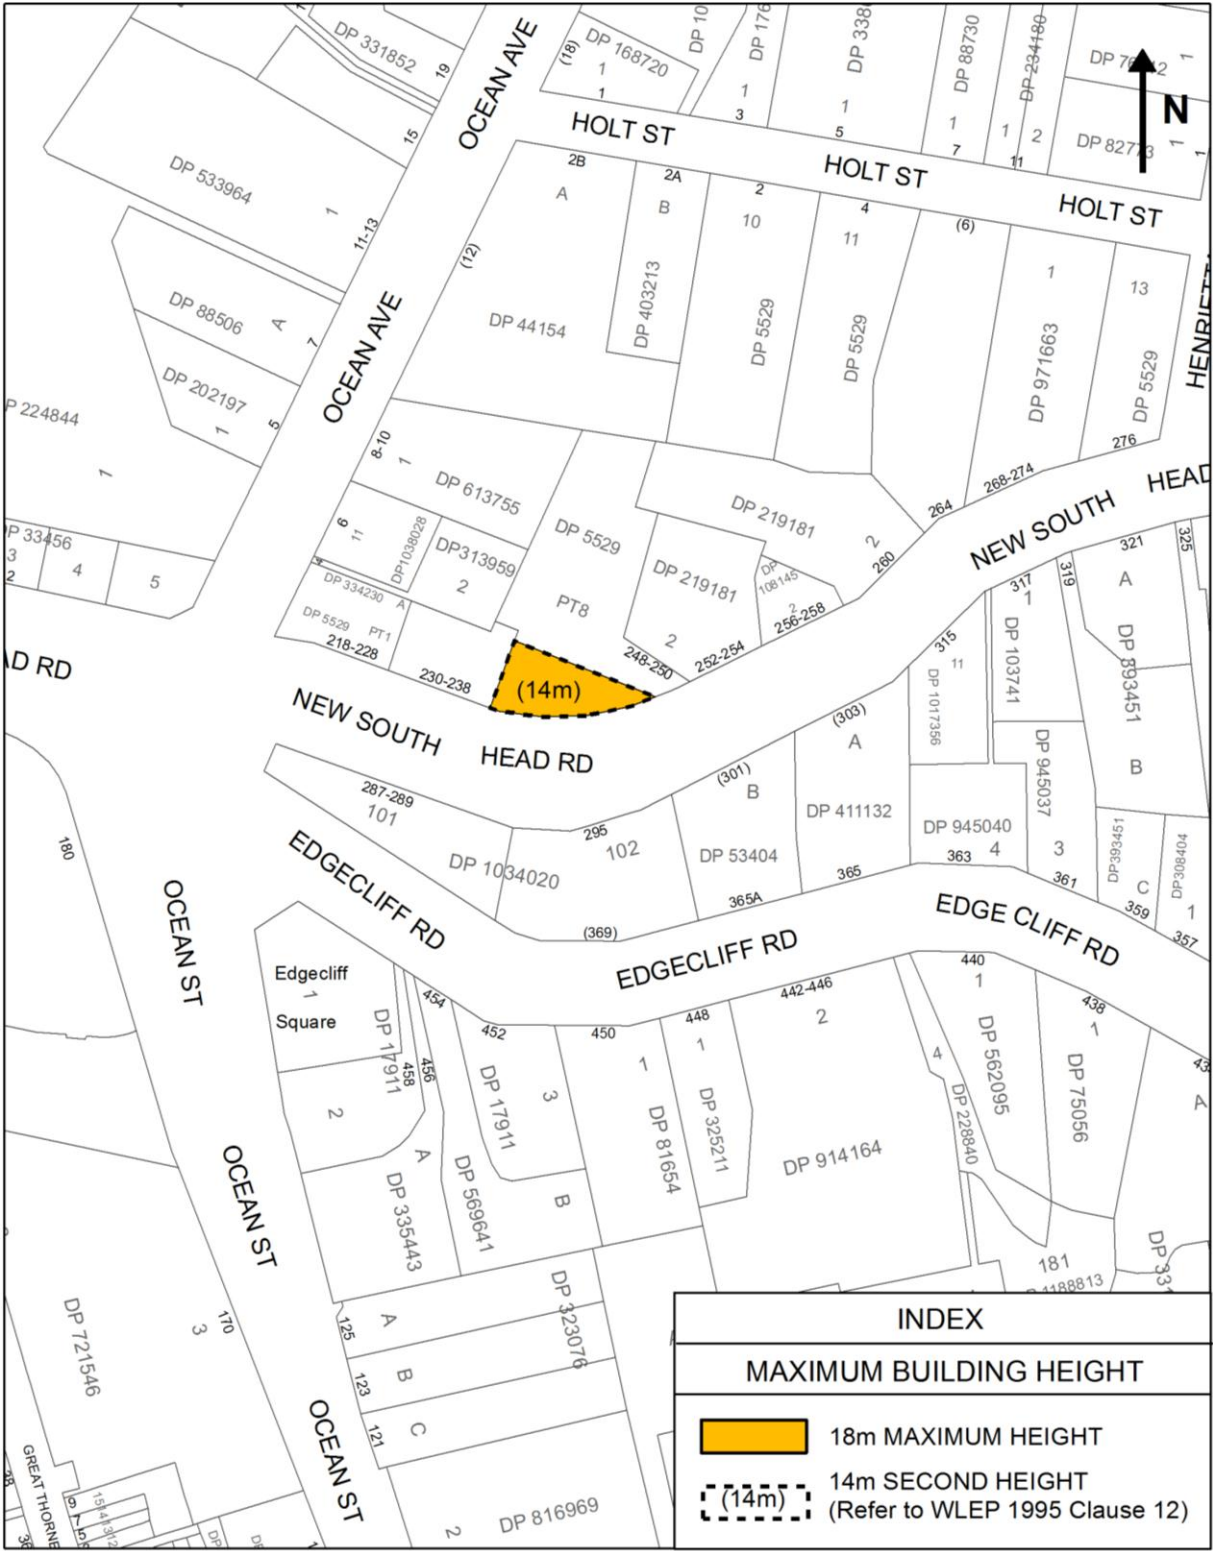 DP 331852
19
15
OCEAN AVE
(18)
DP 168720
1
1
DP 10
DP 176
1
3
DP 338
1
5
DP 88730
1
7
DP 234180
1
2
11
1
DP 82773
1
1
N
HOLT ST
HOLT ST
HOLT ST
DP 533964
1
11-13
2B
A
2A
B
2
10
4
11
(6)
1
13
(12)
DP 44154
DP 403213
DP 5529
DP 5529
DP 971663
DP 5529
DP 88506
A
7
DP 202197
1
5
OCEAN AVE
P 224844
1
8-10
1
DP 613755
276
268-274
264
HEAD
NEW SOUTH
DP 33456
3
2
4
5
6
11
DP1038028
DP313959
2
DP 5529
PT8
DP 219181
2
260
DP 219181
2
DP 108145
2
256-258
252-254
248-250
4
DP 334230
A
DP 5529
PT1
218-228
230-238
(14m)
321
325
319
317
1
A
DP 103741
DP 393451
B
315
11
DP 1017356
AD RD
NEW SOUTH
HEAD RD
(303)
A
(301)
B
DP 411132
DP 945037
DP 945040
4
3
DP393451
C
DP308404
1
287-289
101
295
102
DP 1034020
DP 53404
365A
365
363
361
359
357
(369)
180
EDGECLIFF RD
EDGECLIFF RD
EDGE CLIFF RD
OCEAN ST
Edgecliff
1
Square
DP 17911
454
452
450
448
442-446
2
440
1
438
1
458
456
2
DP 17911
3
1
DP 81654
1
DP 325211
DP 914164
4
DP 228840
DP 562095
DP 75056
A
OCEAN ST
A
DP 335443
DP 569641
B
DP 323076
181
1188813
DP 331
DP 721546
3
170
125
A
123
B
121
C
OCEAN ST
GREAT THORNE
9
7
5
2
DP 816969
INDEX
MAXIMUM BUILDING HEIGHT
18m MAXIMUM HEIGHT
(14m)
14m SECOND HEIGHT
(Refer to WLEP 1995 Clause 12)